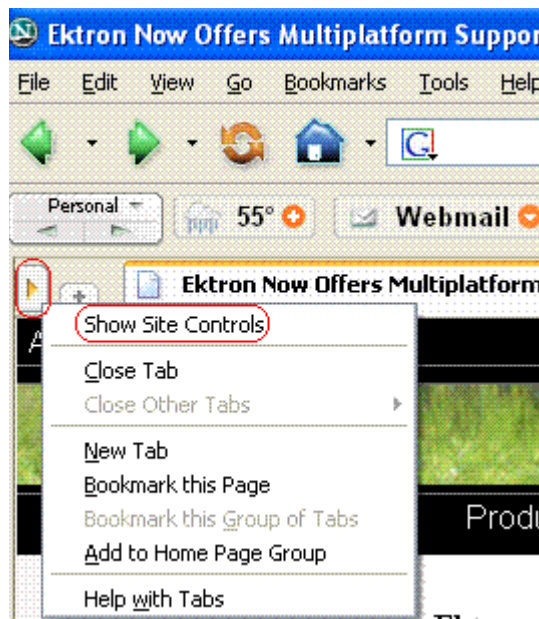 Ektron Now Offers Multiplatform Suppor
File Edit View Go Bookmarks Tools Help
G
Personal 55° Webmail
Ektron Now Offers Multiplatform
Show Site Controls
Close Tab
Close Other Tabs
New Tab
Bookmark this Page
Bookmark this Group of Tabs
Produ
Add to Home Page Group
Help with Tabs